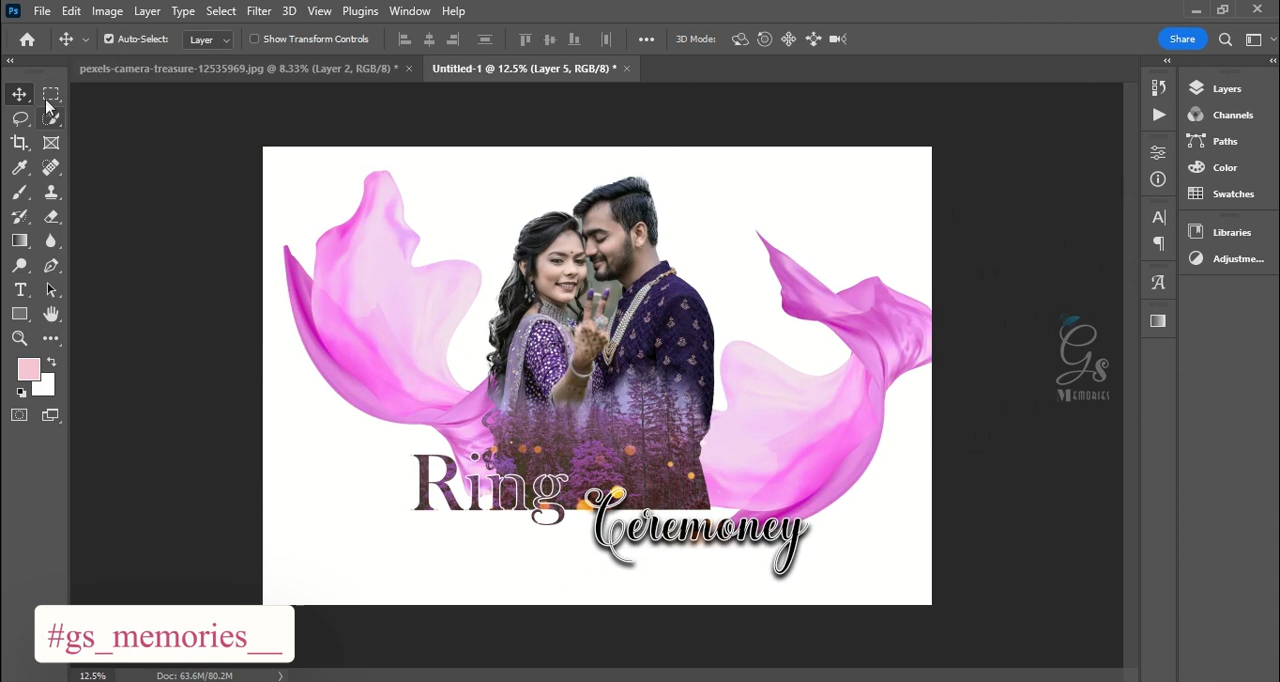 File Edit Image Layer Type Select Filter 3D View Plugins Window Help
Auto-Select: Layer Show Transform Controls 3D Mode: Share
pexels-camera-treasure-12535969.jpg @ 8.33% (Layer 2, RGB/8) * × Untitled-1 @ 12.5% (Layer 5, RGB/8) * ×
Layers
Channels
Paths
Color
Swatches
Libraries
Adjustme...
Ring
Ceremoney
Gs
Memories
#gs_memories__
12.5% Doc: 63.6M/80.2M